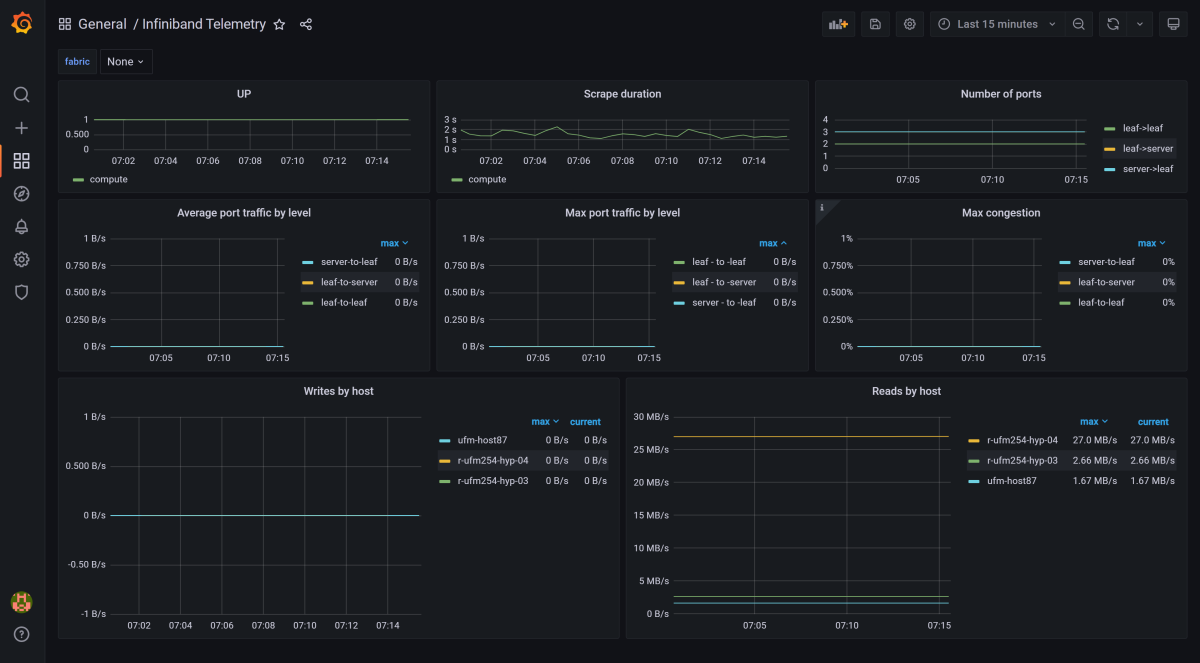 General / Infiniband Telemetry
Last 15 minutes
fabric None
UP
1
0.500
0
07:02 07:04 07:06 07:08 07:10 07:12 07:14
compute
Scrape duration
3 s
2 s
1 s
0 s
07:02 07:04 07:06 07:08 07:10 07:12 07:14
compute
Number of ports
4
3
2
1
0
07:05 07:10 07:15
leaf->leaf
leaf->server
server->leaf
Average port traffic by level
1 B/s
0.750 B/s
0.500 B/s
0.250 B/s
0 B/s
07:05 07:10 07:15
max
server-to-leaf 0 B/s
leaf-to-server 0 B/s
leaf-to-leaf 0 B/s
Max port traffic by level
1 B/s
0.750 B/s
0.500 B/s
0.250 B/s
0 B/s
07:05 07:10 07:15
max
leaf - to -leaf 0 B/s
leaf - to -server 0 B/s
server - to -leaf 0 B/s
i
Max congestion
1%
0.750%
0.500%
0.250%
0%
07:05 07:10 07:15
max
server-to-leaf 0%
leaf-to-server 0%
leaf-to-leaf 0%
Writes by host
1 B/s
0.500 B/s
0 B/s
-0.50 B/s
-1 B/s
07:02 07:04 07:06 07:08 07:10 07:12 07:14
max current
ufm-host87 0 B/s 0 B/s
r-ufm254-hyp-04 0 B/s 0 B/s
r-ufm254-hyp-03 0 B/s 0 B/s
Reads by host
30 MB/s
25 MB/s
20 MB/s
15 MB/s
10 MB/s
5 MB/s
0 B/s
07:05 07:10 07:15
max current
r-ufm254-hyp-04 27.0 MB/s 27.0 MB/s
r-ufm254-hyp-03 2.66 MB/s 2.66 MB/s
ufm-host87 1.67 MB/s 1.67 MB/s